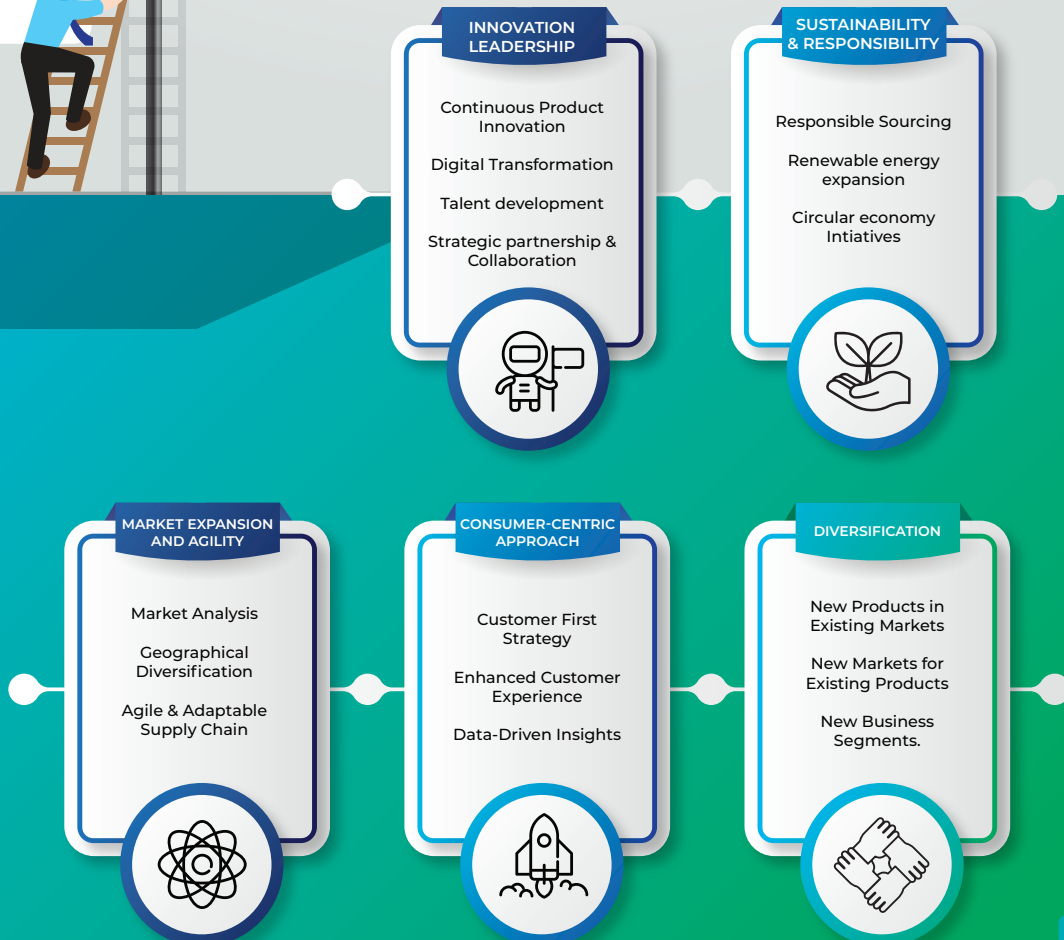 INNOVATION
LEADERSHIP
Continuous Product
Innovation
Digital Transformation
Talent development
Strategic partnership &
Collaboration
SUSTAINABILITY
& RESPONSIBILITY
Responsible Sourcing
Renewable energy
expansion
Circular economy
Intiatives
MARKET EXPANSION
AND AGILITY
Market Analysis
Geographical
Diversification
Agile & Adaptable
Supply Chain
CONSUMER-CENTRIC
APPROACH
Customer First
Strategy
Enhanced Customer
Experience
Data-Driven Insights
DIVERSIFICATION
New Products in
Existing Markets
New Markets for
Existing Products
New Business
Segments.